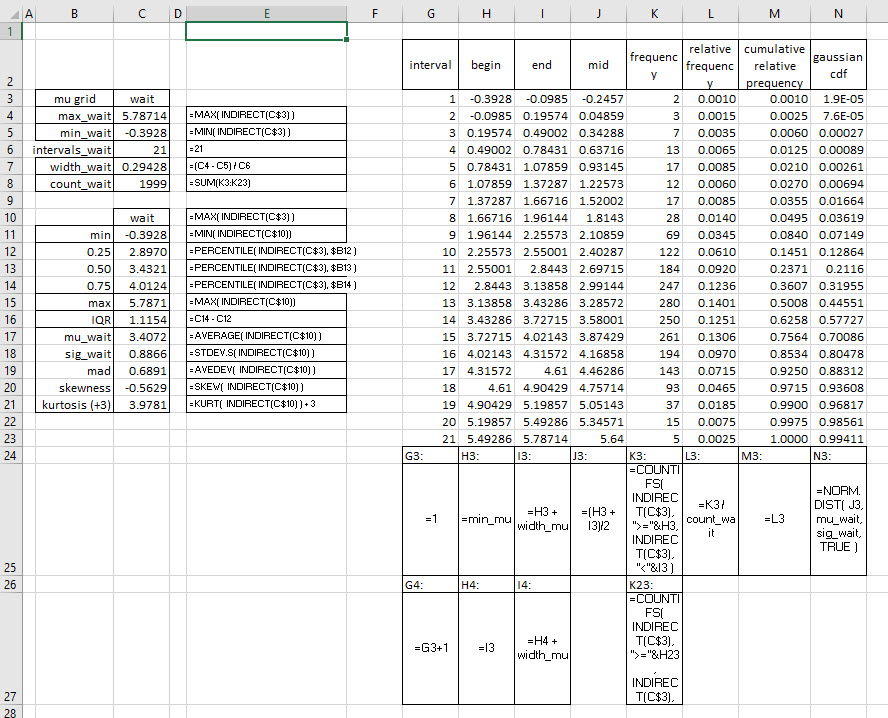 A B C D E F G H I J K L M N
1
2 interval begin end mid frequenc y relative frequenc y cumulative relative prequency gaussian cdf
3 mu grid wait 1 -0.3928 -0.0985 -0.2457 2 0.0010 0.0010 1.9E-05
4 max_wait 5.78714 =MAX( INDIRECT(C$3) ) 2 -0.0985 0.19574 0.04859 3 0.0015 0.0025 7.6E-05
5 min_wait -0.3928 =MIN( INDIRECT(C$3) ) 3 0.19574 0.49002 0.34288 7 0.0035 0.0060 0.00027
6 intervals_wait 21 =21 4 0.49002 0.78431 0.63716 13 0.0065 0.0125 0.00089
7 width_wait 0.29428 =(C4 - C5) / C6 5 0.78431 1.07859 0.93145 17 0.0085 0.0210 0.00261
8 count_wait 1999 =SUM(K3:K23) 6 1.07859 1.37287 1.22573 12 0.0060 0.0270 0.00694
9 7 1.37287 1.66716 1.52002 17 0.0085 0.0355 0.01664
10 wait =MAX( INDIRECT(C$3) ) 8 1.66716 1.96144 1.8143 28 0.0140 0.0495 0.03619
11 min -0.3928 =MIN( INDIRECT(C$10)) 9 1.96144 2.25573 2.10859 69 0.0345 0.0840 0.07149
12 0.25 2.8970 =PERCENTILE( INDIRECT(C$3), $B12 ) 10 2.25573 2.55001 2.40287 122 0.0610 0.1451 0.12864
13 0.50 3.4321 =PERCENTILE( INDIRECT(C$3), $B13 ) 11 2.55001 2.8443 2.69715 184 0.0920 0.2371 0.2116
14 0.75 4.0124 =PERCENTILE( INDIRECT(C$3), $B14 ) 12 2.8443 3.13858 2.99144 247 0.1236 0.3607 0.31955
15 max 5.7871 =MAX( INDIRECT(C$10)) 13 3.13858 3.43286 3.28572 280 0.1401 0.5008 0.44551
16 IQR 1.1154 =C14 - C12 14 3.43286 3.72715 3.58001 250 0.1251 0.6258 0.57727
17 mu_wait 3.4072 =AVERAGE( INDIRECT(C$10) ) 15 3.72715 4.02143 3.87429 261 0.1306 0.7564 0.70086
18 sig_wait 0.8866 =STDEV.S( INDIRECT(C$10) ) 16 4.02143 4.31572 4.16858 194 0.0970 0.8534 0.80478
19 mad 0.6891 =AVEDEV( INDIRECT(C$10) ) 17 4.31572 4.61 4.46286 143 0.0715 0.9250 0.88312
20 skewness -0.5629 =SKEW( INDIRECT(C$10) ) 18 4.61 4.90429 4.75714 93 0.0465 0.9715 0.93608
21 kurtosis (+3) 3.9781 =KURT( INDIRECT(C$10) ) + 3 19 4.90429 5.19857 5.05143 37 0.0185 0.9900 0.96817
22 20 5.19857 5.49286 5.34571 15 0.0075 0.9975 0.98561
23 21 5.49286 5.78714 5.64 5 0.0025 1.0000 0.99411
24 G3: H3: I3: J3: K3: L3: M3: N3:
25
=1
=min_mu
=H3 +
width_mu
=(H3 +
I3)/2
=COUNTI
FS(
INDIREC
T(C$3),
">="&H3,
INDIREC
T(C$3),
"<"&I3 )
=K3 /
count_wa
it
=L3
=NORM.
DIST( J3,
mu_wait,
sig_wait,
TRUE )
26 G4: H4: I4: K23:
27
=G3+1
=I3
=H4 +
width_mu
=COUNTI
FS(
INDIREC
T(C$3),
">="&H23
,
INDIREC
T(C$3),
28